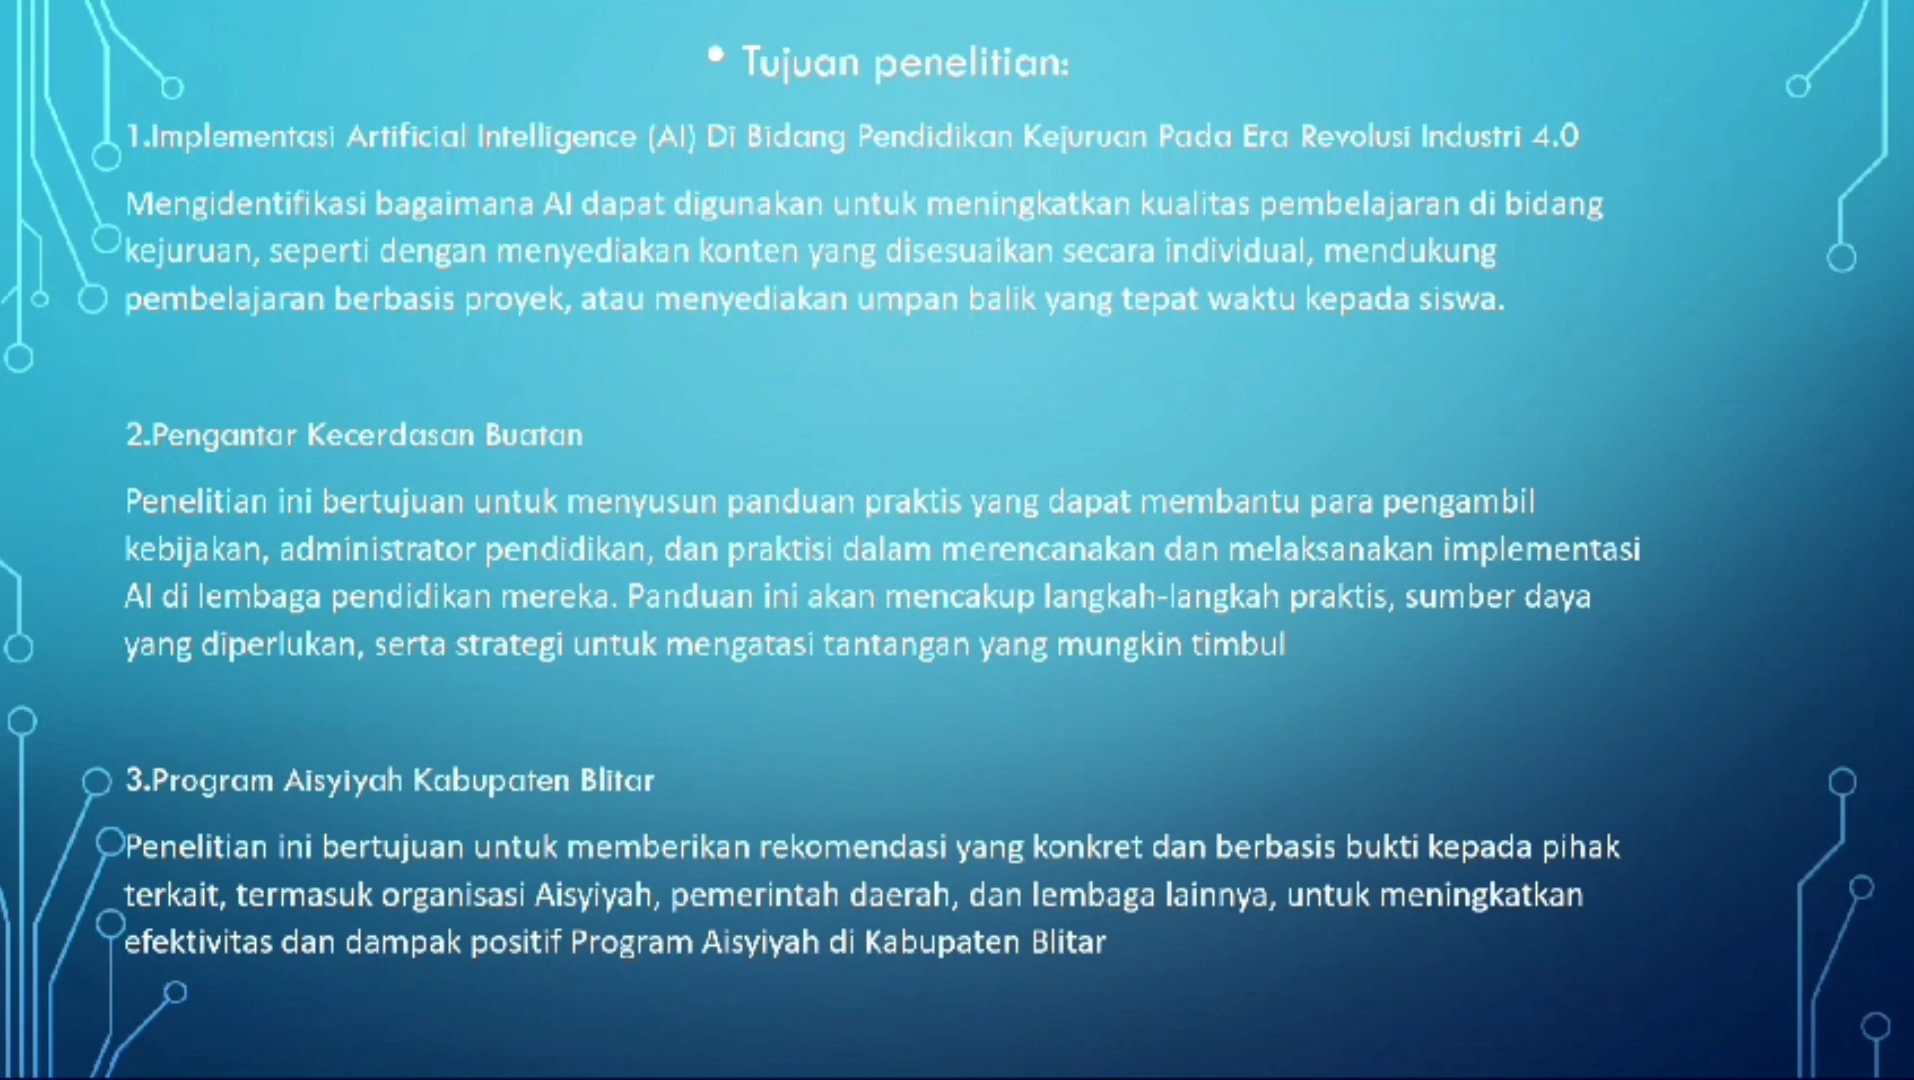 • Tujuan penelitian:
1.Implementasi Artificial Intelligence (AI) Di Bidang Pendidikan Kejuruan Pada Era Revolusi Industri 4.0
Mengidentifikasi bagaimana AI dapat digunakan untuk meningkatkan kualitas pembelajaran di bidang
kejuruan, seperti dengan menyediakan konten yang disesuaikan secara individual, mendukung
pembelajaran berbasis proyek, atau menyediakan umpan balik yang tepat waktu kepada siswa.
2.Pengantar Kecerdasan Buatan
Penelitian ini bertujuan untuk menyusun panduan praktis yang dapat membantu para pengambil
kebijakan, administrator pendidikan, dan praktisi dalam merencanakan dan melaksanakan implementasi
AI di lembaga pendidikan mereka. Panduan ini akan mencakup langkah-langkah praktis, sumber daya
yang diperlukan, serta strategi untuk mengatasi tantangan yang mungkin timbul
3.Program Aisyiyah Kabupaten Blitar
Penelitian ini bertujuan untuk memberikan rekomendasi yang konkret dan berbasis bukti kepada pihak
terkait, termasuk organisasi Aisyiyah, pemerintah daerah, dan lembaga lainnya, untuk meningkatkan
efektivitas dan dampak positif Program Aisyiyah di Kabupaten Blitar